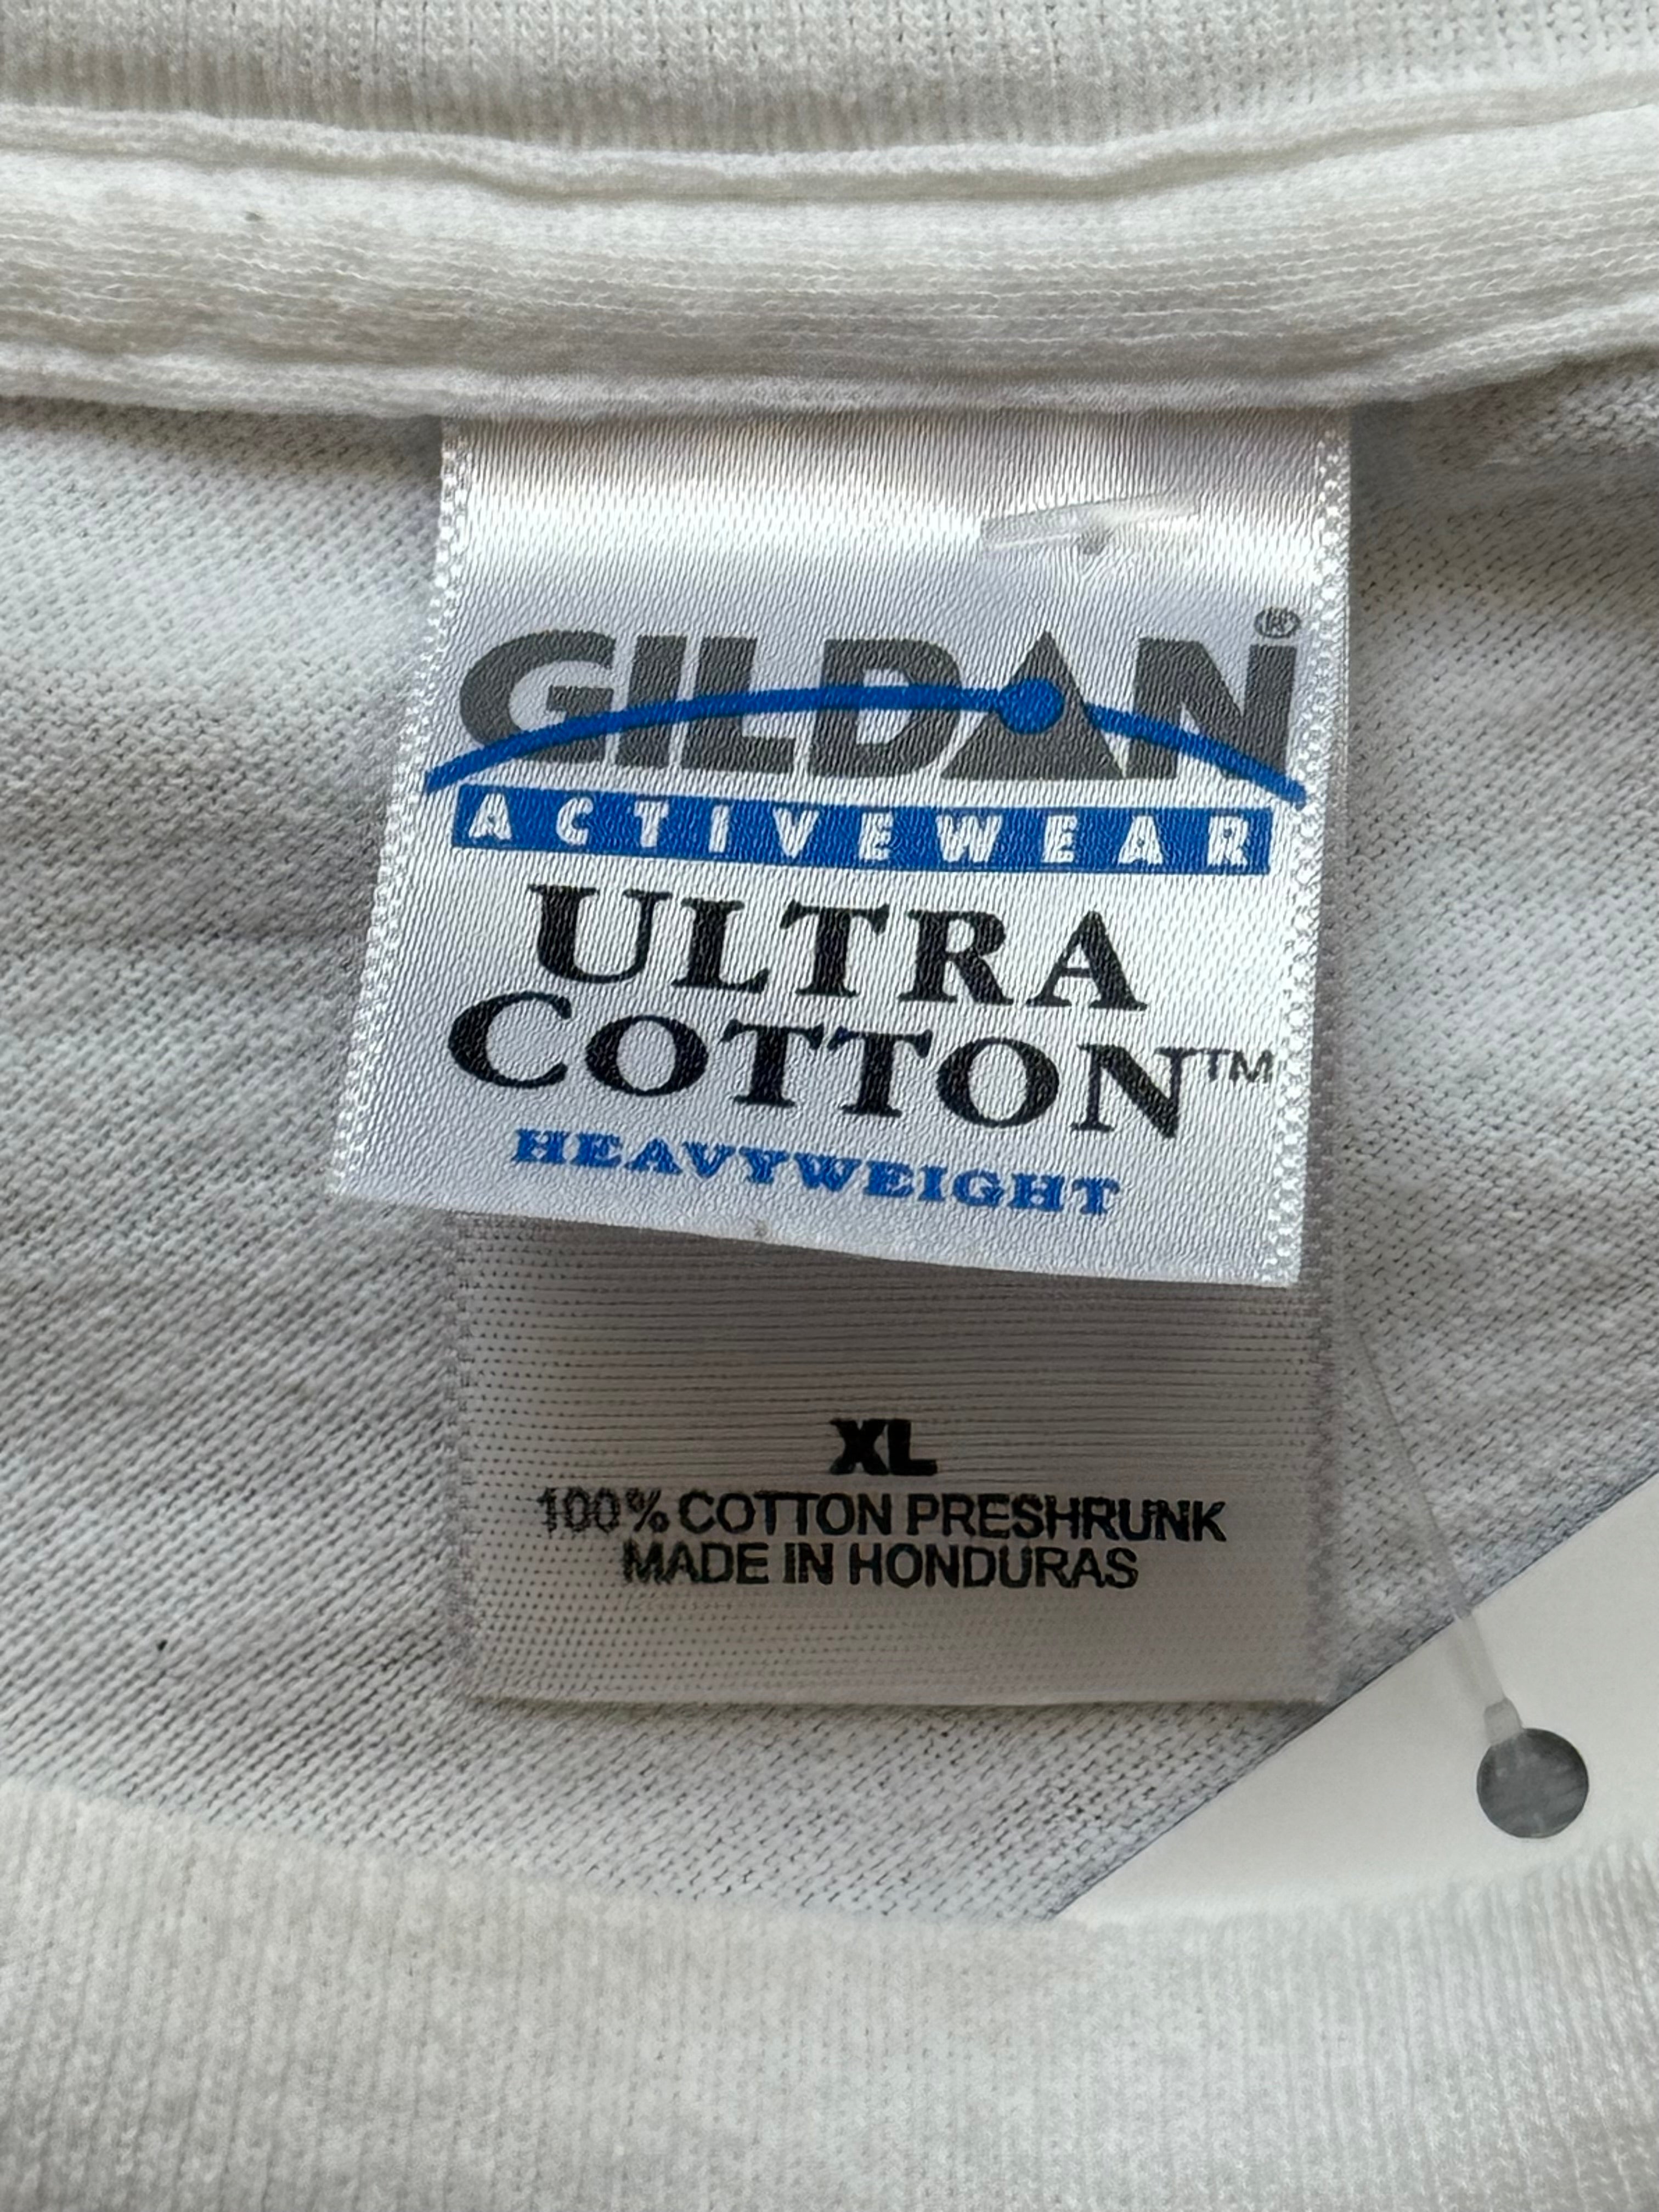 GILDAN®
ACTIVEWEAR
ULTRA
COTTON™
HEAVYWEIGHT
XL
100% COTTON PRESHRUNK
MADE IN HONDURAS